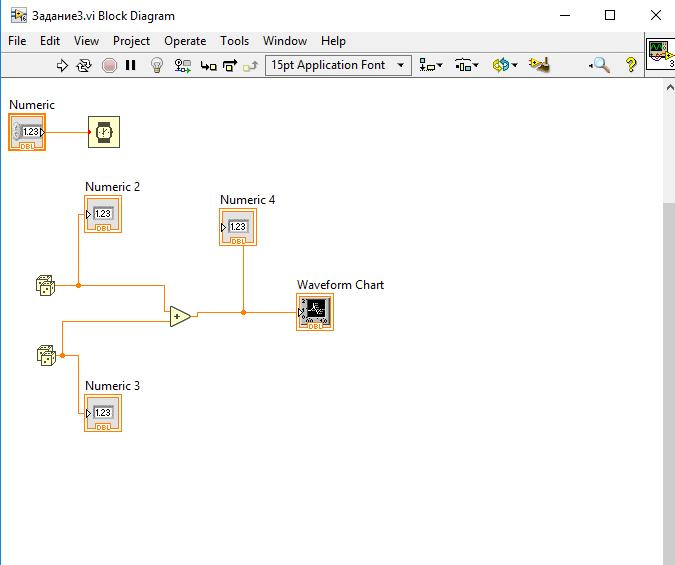 Задание3.vi Block Diagram
File Edit View Project Operate Tools Window Help
15pt Application Font
?
3
Numeric
1.23
DBL
Numeric 2
1.23
DBL
Numeric 4
1.23
DBL
Waveform Chart
DBL
+
Numeric 3
1.23
DBL